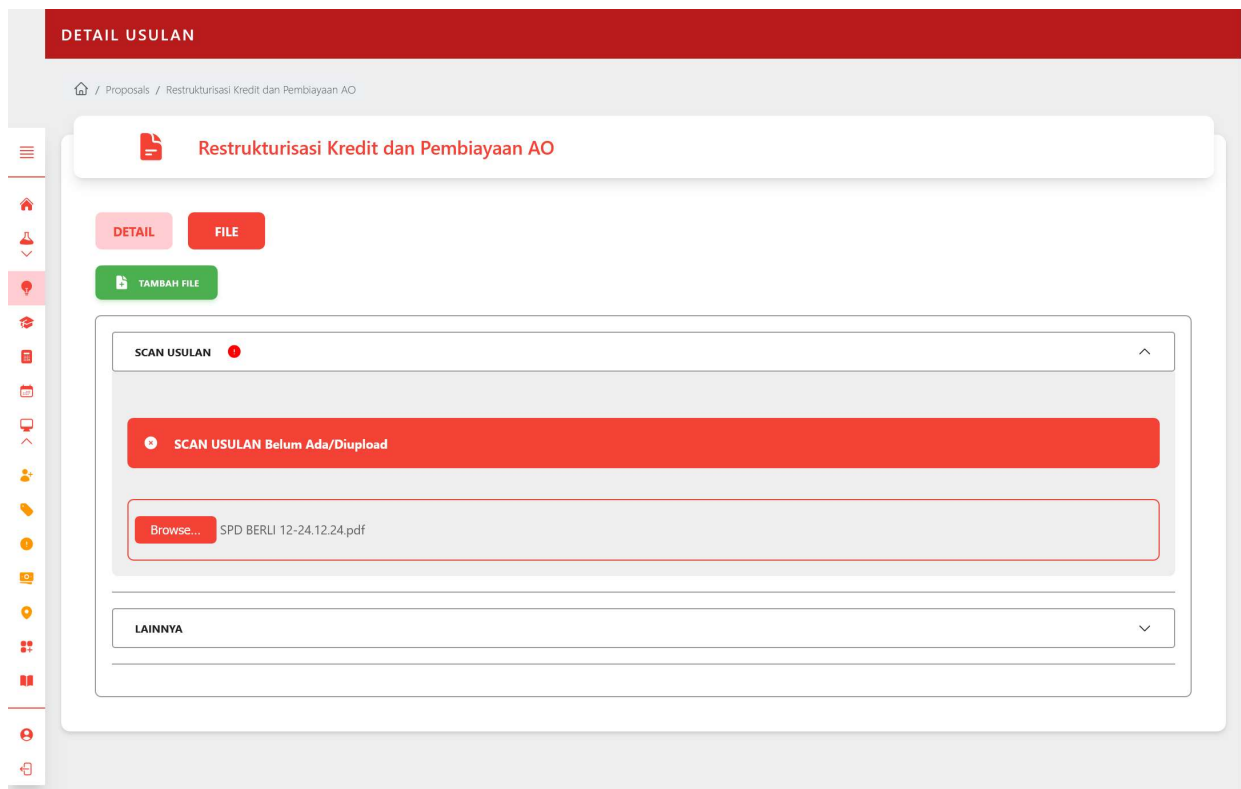 DETAIL USULAN
/ Proposals / Restrukturisasi Kredit dan Pembiayaan AO
Restrukturisasi Kredit dan Pembiayaan AO
DETAIL
FILE
TAMBAH FILE
SCAN USULAN
SCAN USULAN Belum Ada/Diupload
Browse... SPD BERLI 12-24.12.24.pdf
LAINNYA